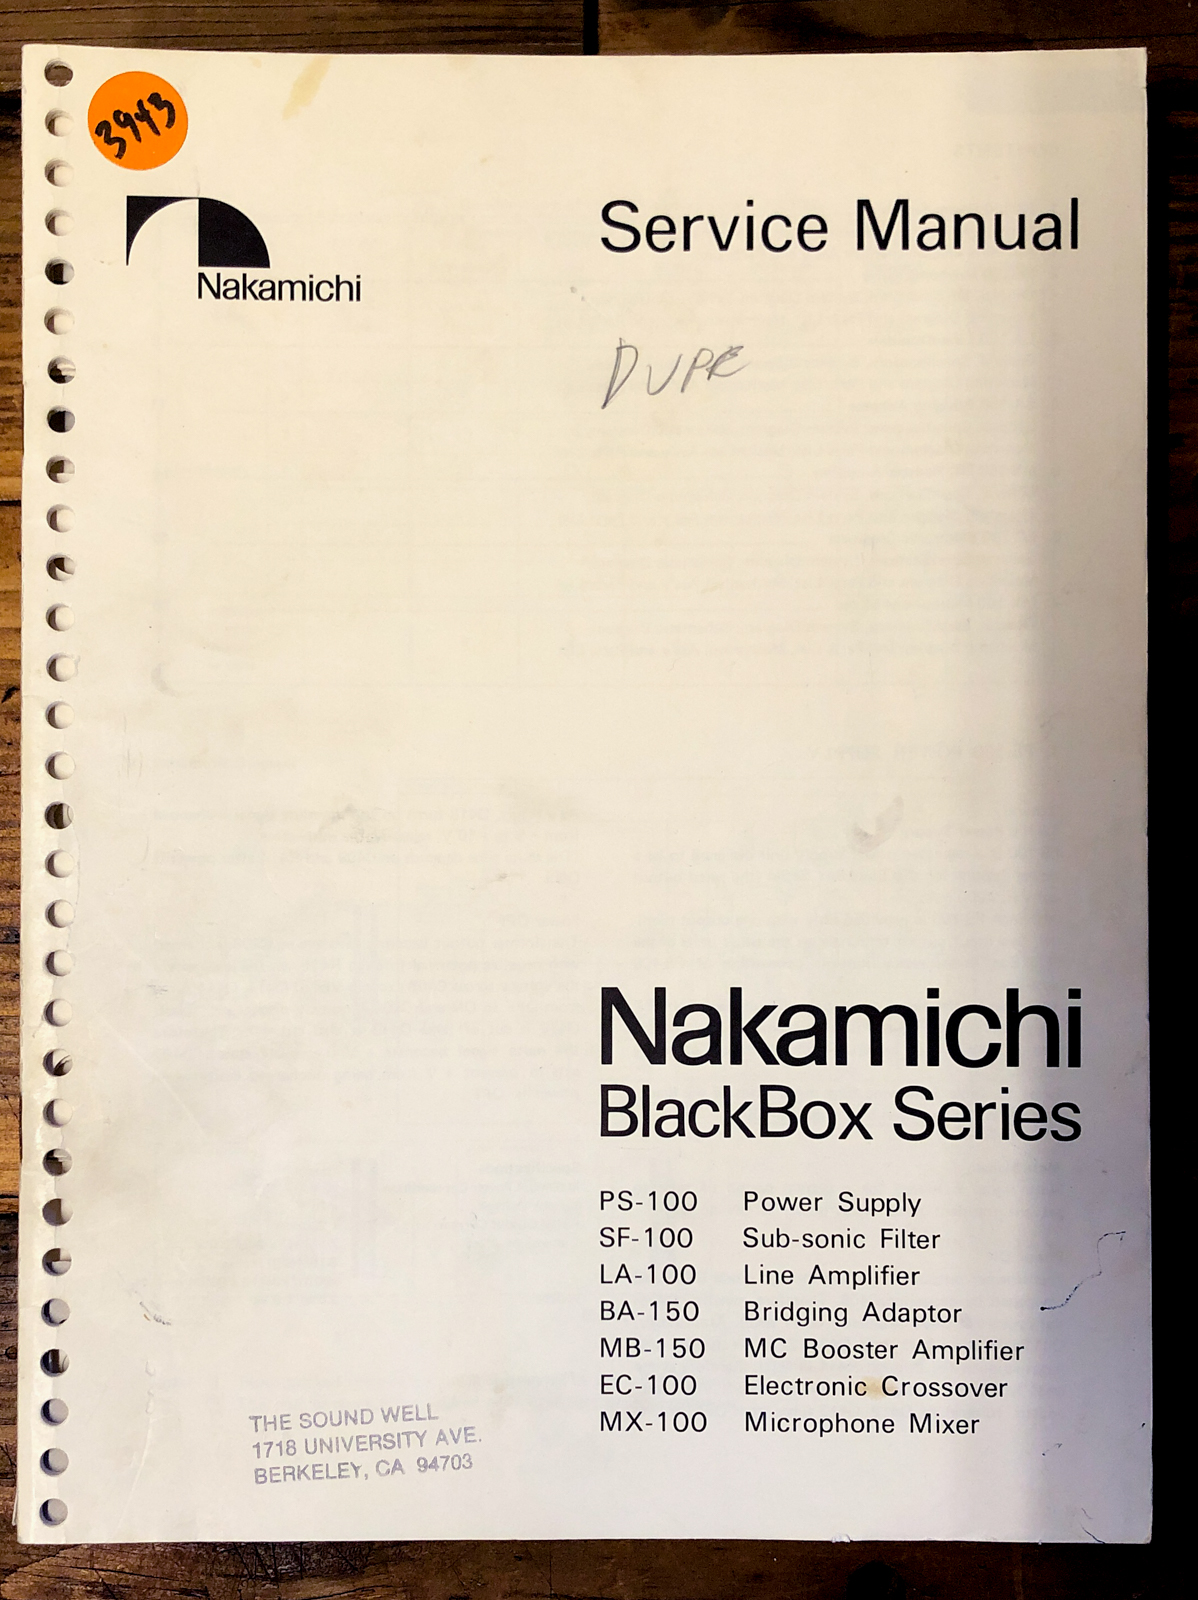 3943
Nakamichi
Service Manual
DUPE
Nakamichi
BlackBox Series
PS-100 Power Supply
SF-100 Sub-sonic Filter
LA-100 Line Amplifier
BA-150 Bridging Adaptor
MB-150 MC Booster Amplifier
EC-100 Electronic Crossover
MX-100 Microphone Mixer
THE SOUND WELL
1718 UNIVERSITY AVE.
BERKELEY, CA 94703